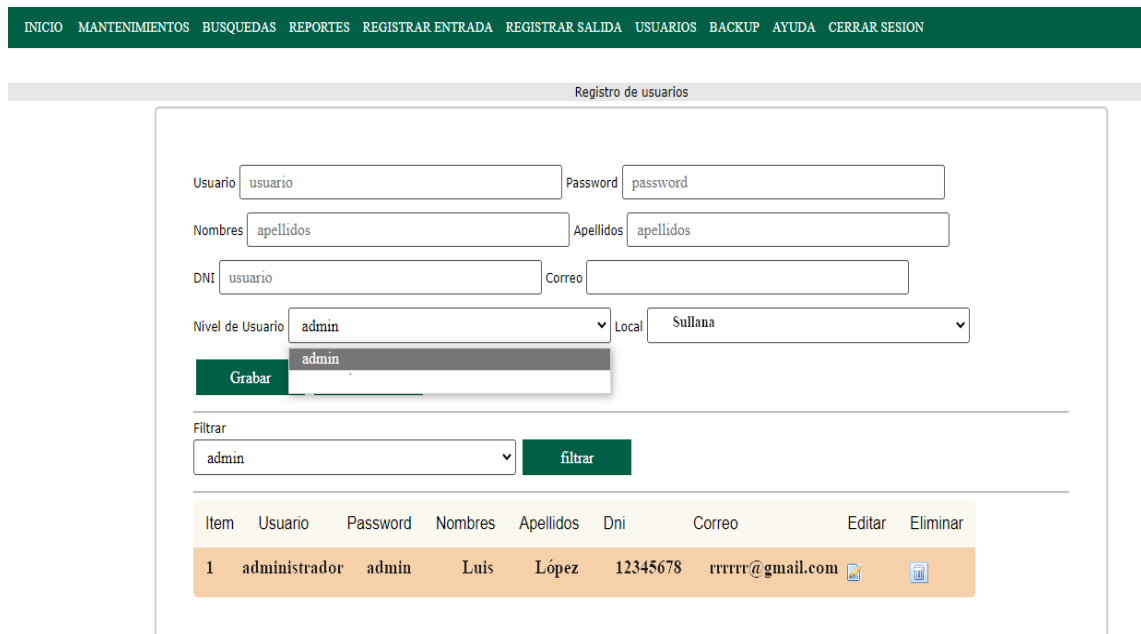 INICIO MANTENIMIENTOS BUSQUEDAS REPORTES REGISTRAR ENTRADA REGISTRAR SALIDA USUARIOS BACKUP AYUDA CERRAR SESION
Registro de usuarios
Usuario usuario Password password
Nombres apellidos Apellidos apellidos
DNI usuario Correo
Nivel de Usuario admin Local Sullana
admin
Grabar
Filtrar
admin filtrar
Item Usuario Password Nombres Apellidos Dni Correo Editar Eliminar
1 administrador admin Luis López 12345678 rrrrrr@gmail.com